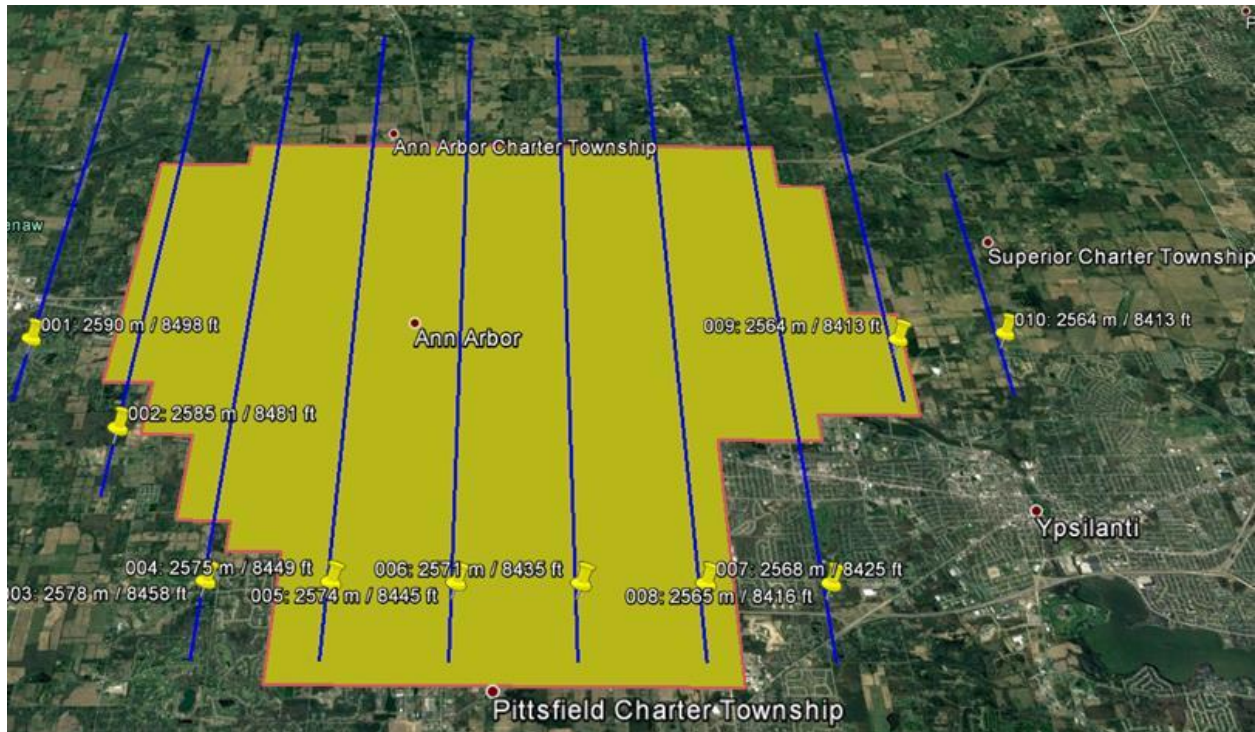 Ann Arbor Charter Township
enaw
Superior Charter Township
001: 2590 m / 8498 ft
009: 2564 m / 8413 ft
010: 2564 m / 8413 ft
Ann Arbor
002: 2585 m / 8481 ft
Ypsilanti
004: 2575 m / 8449 ft
006: 2571 m / 8435 ft
007: 2568 m / 8425 ft
003: 2578 m / 8458 ft
005: 2574 m / 8445 ft
008: 2565 m / 8416 ft
Pittsfield Charter Township